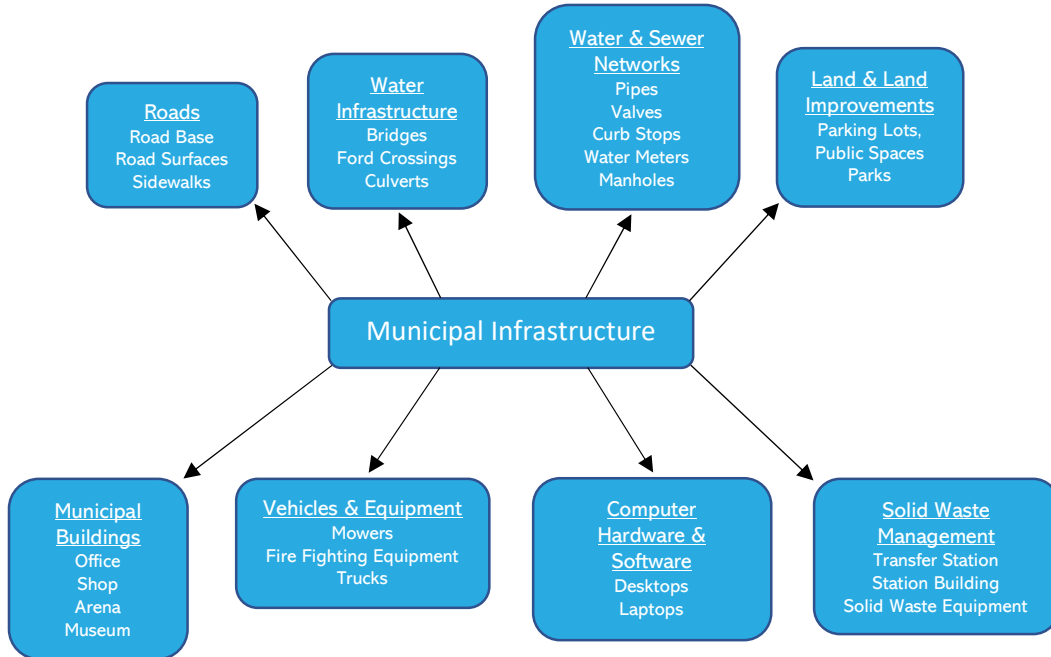 Roads
Road Base
Road Surfaces
Sidewalks
Water
Infrastructure
Bridges
Ford Crossings
Culverts
Water & Sewer
Networks
Pipes
Valves
Curb Stops
Water Meters
Manholes
Land & Land
Improvements
Parking Lots,
Public Spaces
Parks
Municipal Infrastructure
Municipal
Buildings
Office
Shop
Arena
Museum
Vehicles & Equipment
Mowers
Fire Fighting Equipment
Trucks
Computer
Hardware &
Software
Desktops
Laptops
Solid Waste
Management
Transfer Station
Station Building
Solid Waste Equipment